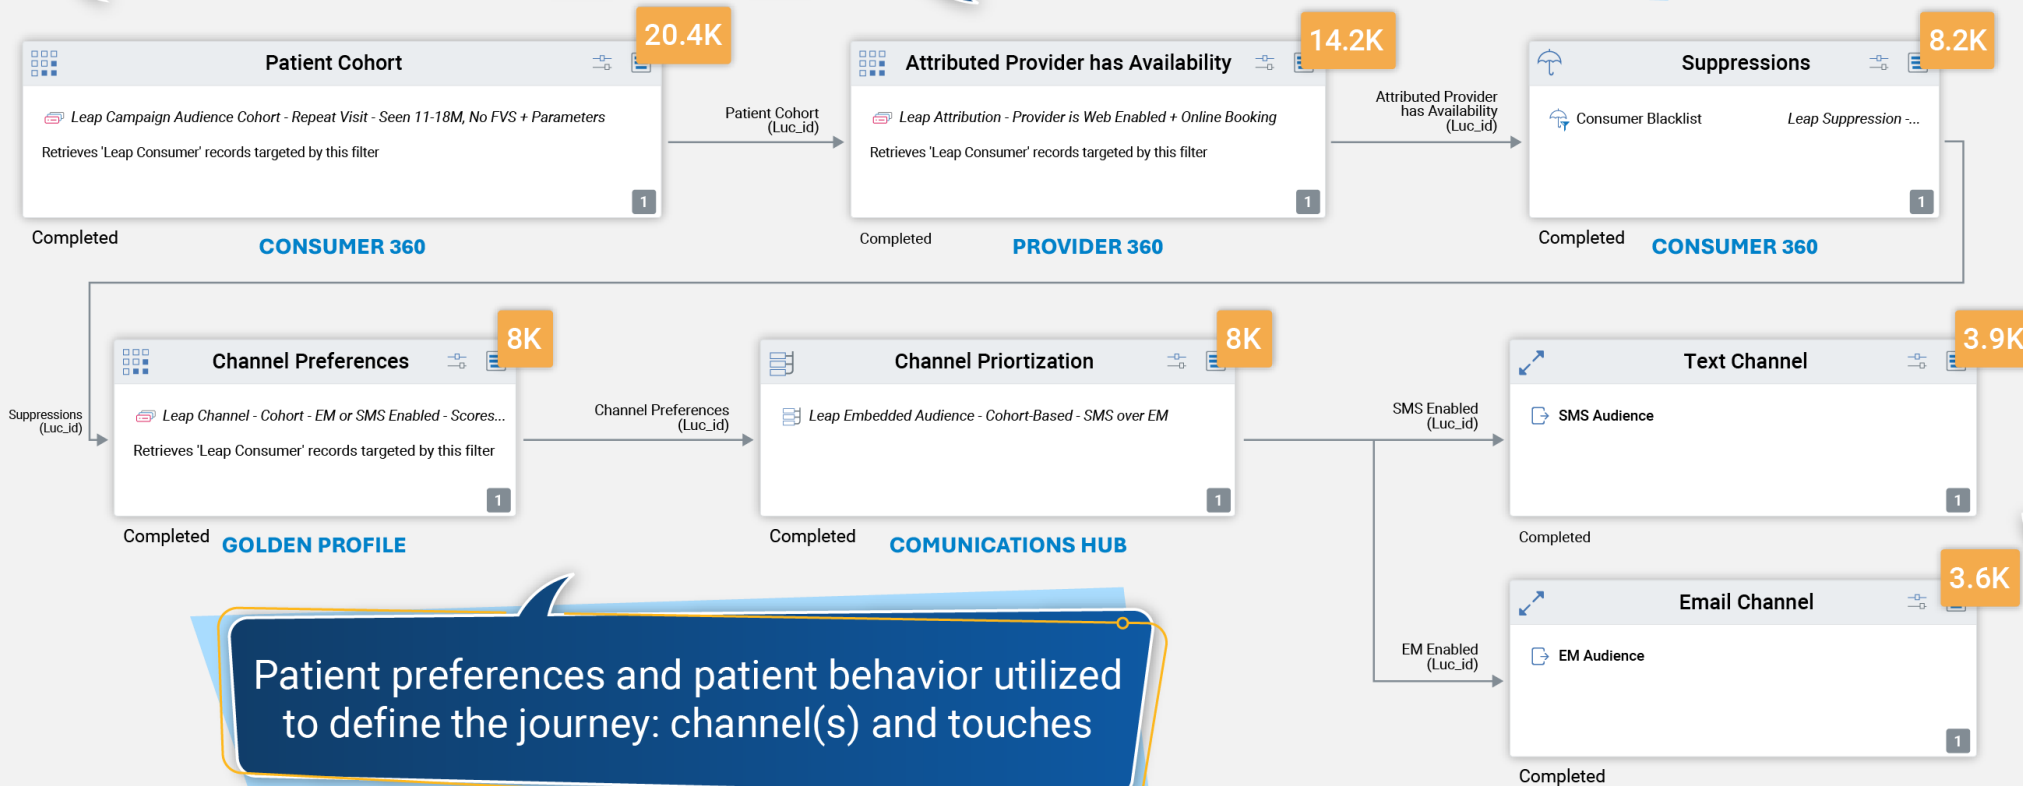 20.4K
Patient Cohort
Leap Campaign Audience Cohort - Repeat Visit - Seen 11-18M, No FVS + Parameters
Retrieves 'Leap Consumer' records targeted by this filter
1
Completed
CONSUMER 360
Patient Cohort
(Luc_id)
14.2K
Attributed Provider has Availability
Leap Attribution - Provider is Web Enabled + Online Booking
Retrieves 'Leap Consumer' records targeted by this filter
1
Completed
PROVIDER 360
Attributed Provider
has Availability
(Luc_id)
8.2K
Suppressions
Consumer Blacklist Leap Suppression -...
1
Completed
CONSUMER 360
Suppressions
(Luc_id)
8K
Channel Preferences
Leap Channel - Cohort - EM or SMS Enabled - Scores...
Retrieves 'Leap Consumer' records targeted by this filter
1
Completed
GOLDEN PROFILE
Channel Preferences
(Luc_id)
8K
Channel Priortization
Leap Embedded Audience - Cohort-Based - SMS over EM
1
Completed
COMUNICATIONS HUB
SMS Enabled
(Luc_id)
3.9K
Text Channel
SMS Audience
1
Completed
EM Enabled
(Luc_id)
3.6K
Email Channel
EM Audience
1
Completed
Patient preferences and patient behavior utilized
to define the journey: channel(s) and touches